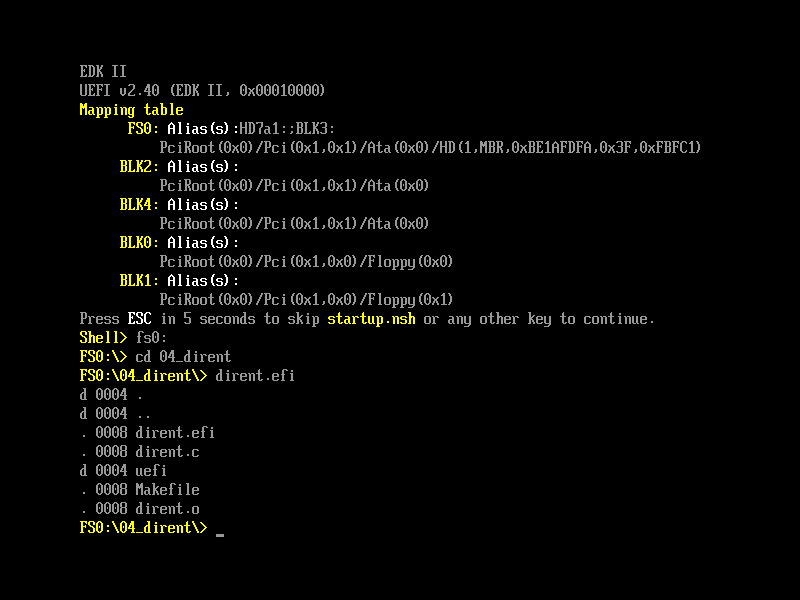 EDK II
UEFI v2.40 (EDK II, 0x00010000)
Mapping table
FS0: Alias(s):HD7a1:;BLK3:
PciRoot(0x0)/Pci(0x1,0x1)/Ata(0x0)/HD(1,MBR,0xBE1AFDFA,0x3F,0xFBFC1)
BLK2: Alias(s):
PciRoot(0x0)/Pci(0x1,0x1)/Ata(0x0)
BLK4: Alias(s):
PciRoot(0x0)/Pci(0x1,0x1)/Ata(0x0)
BLK0: Alias(s):
PciRoot(0x0)/Pci(0x1,0x0)/Floppy(0x0)
BLK1: Alias(s):
PciRoot(0x0)/Pci(0x1,0x0)/Floppy(0x1)
Press ESC in 5 seconds to skip startup.nsh or any other key to continue.
Shell> fs0:
FS0:\> cd 04_dirent
FS0:\04_dirent\> dirent.efi
d 0004 .
d 0004 ..
. 0008 dirent.efi
. 0008 dirent.c
d 0004 uefi
. 0008 Makefile
. 0008 dirent.o
FS0:\04_dirent\> _